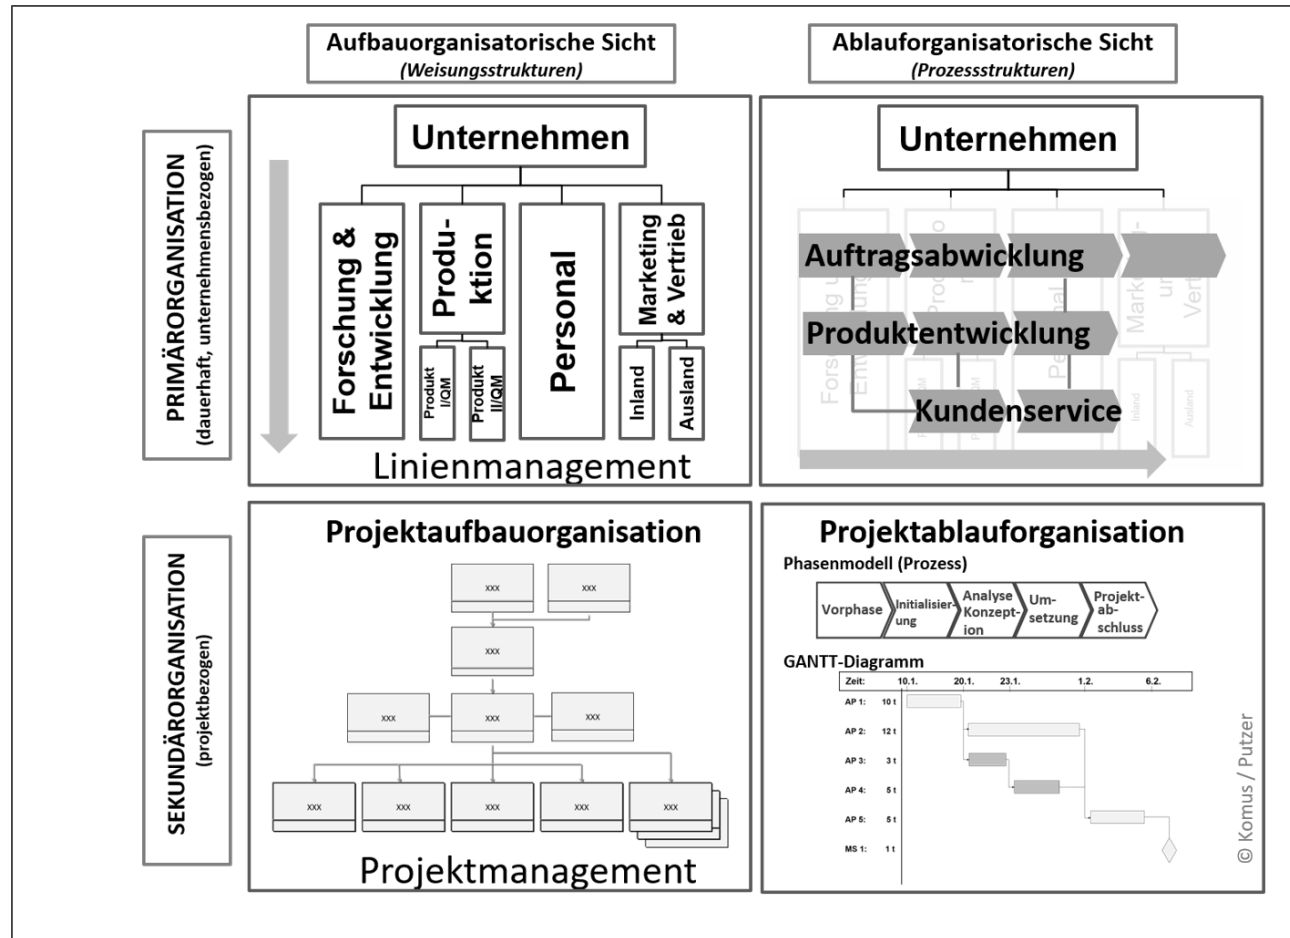 Aufbauorganisatorische Sicht
(Weisungsstrukturen)
Ablauforganisatorische Sicht
(Prozessstrukturen)
PRIMÄRORGANISATION
(dauerhaft, unternehmensbezogen)
Unternehmen
Forschung &
Entwicklung
Produ-
ktion
Produkt
I/QM
Produkt
II/QM
Personal
Marketing
& Vertrieb
Inland
Ausland
Linienmanagement
Unternehmen
Auftragsabwicklung
Produktentwicklung
Kundenservice
Forschung u
Personal
Inland
Ausland
SEKUNDÄRORGANISATION
(projektbezogen)
Projektaufbauorganisation
xxx
xxx
xxx
xxx
xxx
xxx
xxx
xxx
xxx
xxx
xxx
Projektmanagement
Projektablauforganisation
Phasenmodell (Prozess)
Vorphase
Initialisier-
ung
Analyse
Konzept-
ion
Um-
setzung
Projekt-
ab-
schluss
GANTT-Diagramm
Zeit: 10.1. 20.1. 23.1. 1.2. 6.2.
AP 1: 10 t
AP 2: 12 t
AP 3: 3 t
AP 4: 5 t
AP 5: 5 t
MS 1: 1 t
© Komus / Putzer